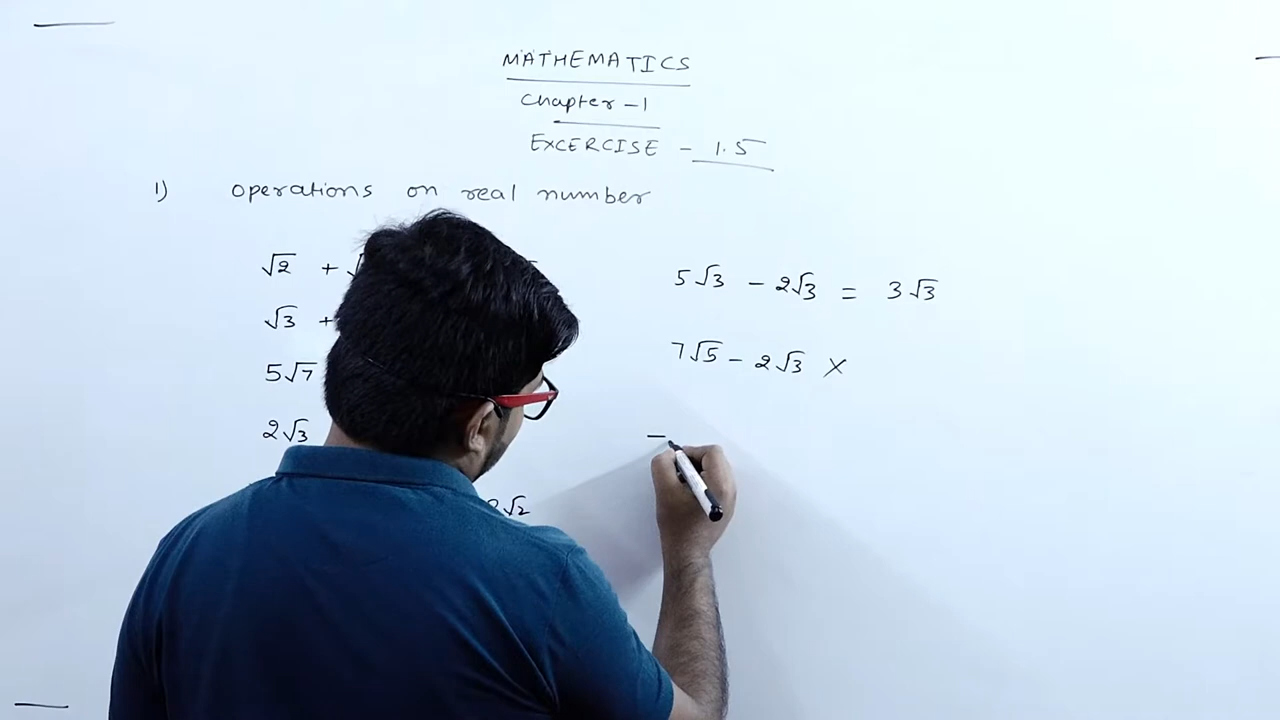 MATHEMATICS
Chapter - 1
EXCERCISE - 1.5
1) operations on real number
√2 +
√3 +
5√7
2√3
2√2
5√3 - 2√3 = 3√3
7√5 - 2√3 ×
-